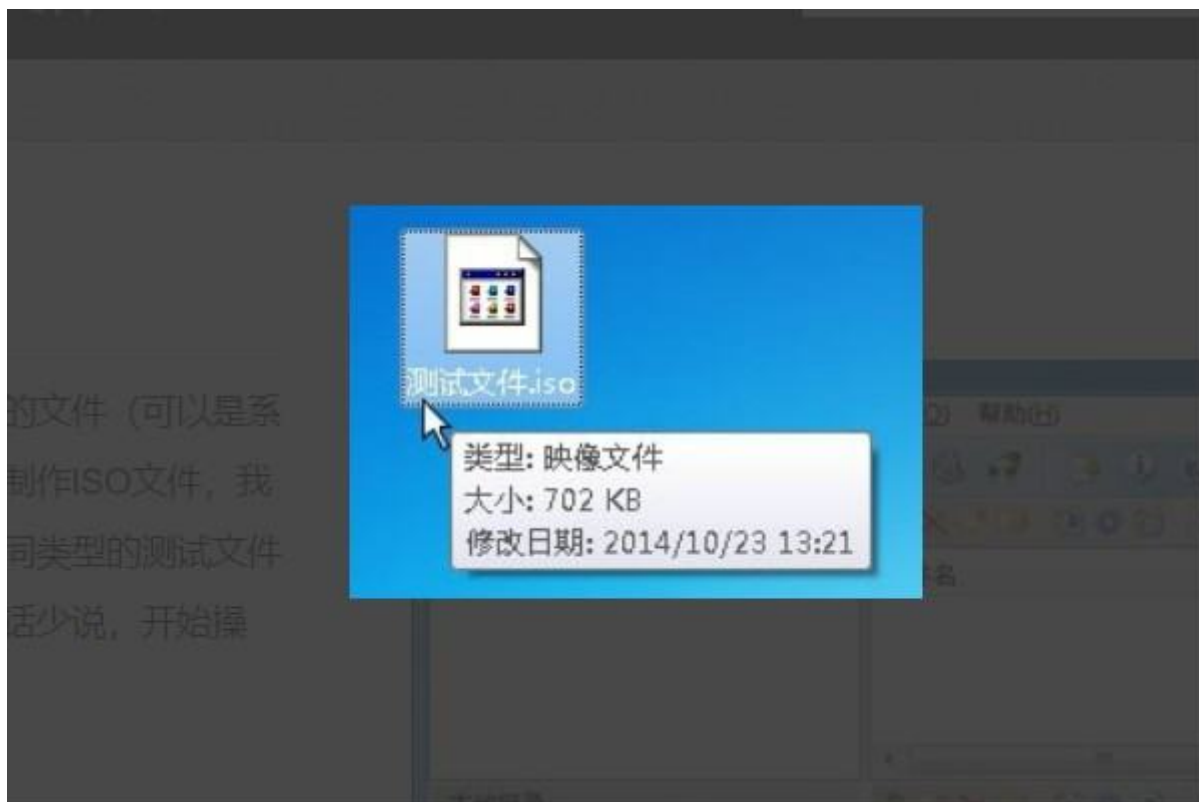 测试文件.iso
类型: 映像文件
大小: 702 KB
修改日期: 2014/10/23 13:21
的文件（可以是系
制作ISO文件，我
同类型的测试文件
话少说，开始操
帮助(H)